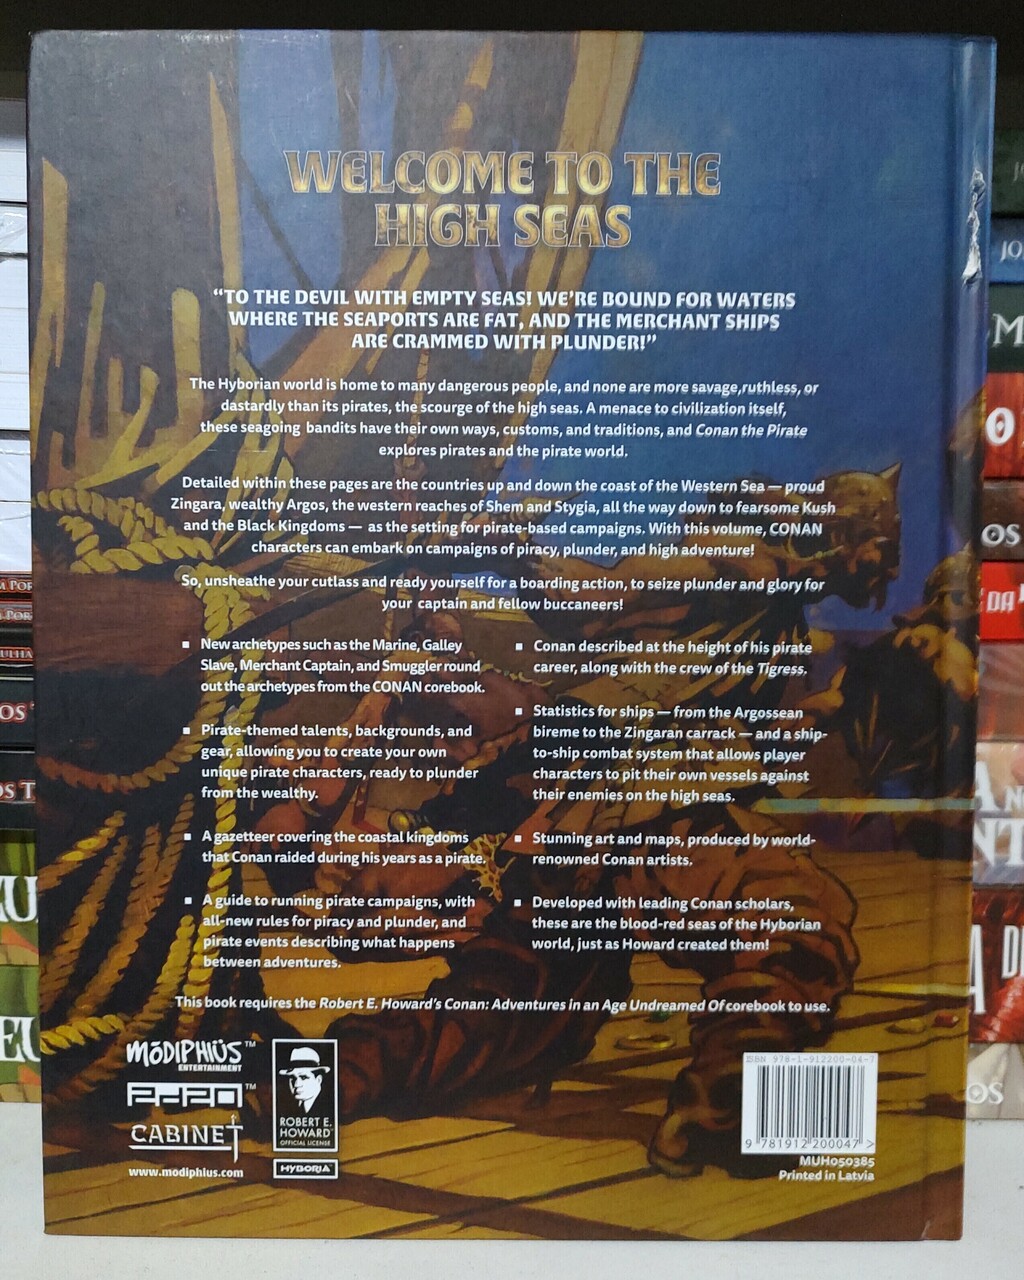 WELCOME TO THE
HIGH SEAS
“TO THE DEVIL WITH EMPTY SEAS! WE’RE BOUND FOR WATERS
WHERE THE SEAPORTS ARE FAT, AND THE MERCHANT SHIPS
ARE CRAMMED WITH PLUNDER!”
The Hyborian world is home to many dangerous people, and none are more savage,ruthless, or
dastardly than its pirates, the scourge of the high seas. A menace to civilization itself,
these seagoing bandits have their own ways, customs, and traditions, and Conan the Pirate
explores pirates and the pirate world.
Detailed within these pages are the countries up and down the coast of the Western Sea — proud
Zingara, wealthy Argos, the western reaches of Shem and Stygia, all the way down to fearsome Kush
and the Black Kingdoms — as the setting for pirate-based campaigns. With this volume, CONAN
characters can embark on campaigns of piracy, plunder, and high adventure!
So, unsheathe your cutlass and ready yourself for a boarding action, to seize plunder and glory for
your captain and fellow buccaneers!
▪ New archetypes such as the Marine, Galley
Slave, Merchant Captain, and Smuggler round
out the archetypes from the CONAN corebook.
▪ Pirate-themed talents, backgrounds, and
gear, allowing you to create your own
unique pirate characters, ready to plunder
from the wealthy.
▪ A gazetteer covering the coastal kingdoms
that Conan raided during his years as a pirate.
▪ A guide to running pirate campaigns, with
all-new rules for piracy and plunder, and
pirate events describing what happens
between adventures.
▪ Conan described at the height of his pirate
career, along with the crew of the Tigress.
▪ Statistics for ships — from the Argossean
bireme to the Zingaran carrack — and a ship-
to-ship combat system that allows player
characters to pit their own vessels against
their enemies on the high seas.
▪ Stunning art and maps, produced by world-
renowned Conan artists.
▪ Developed with leading Conan scholars,
these are the blood-red seas of the Hyborian
world, just as Howard created them!
This book requires the Robert E. Howard’s Conan: Adventures in an Age Undreamed Of corebook to use.
MŌDIPHIÜS™
ENTERTAINMENT
2d20™
CABINET
www.modiphius.com
ROBERT E.
HOWARD
OFFICIAL LICENSE
HYBORIA
ISBN 978-1-912200-04-7
9 781912 200047 >
MUH050385
Printed in Latvia